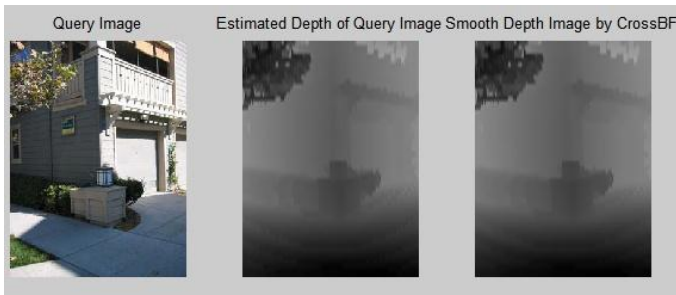 Query Image
Estimated Depth of Query Image
Smooth Depth Image by CrossBF